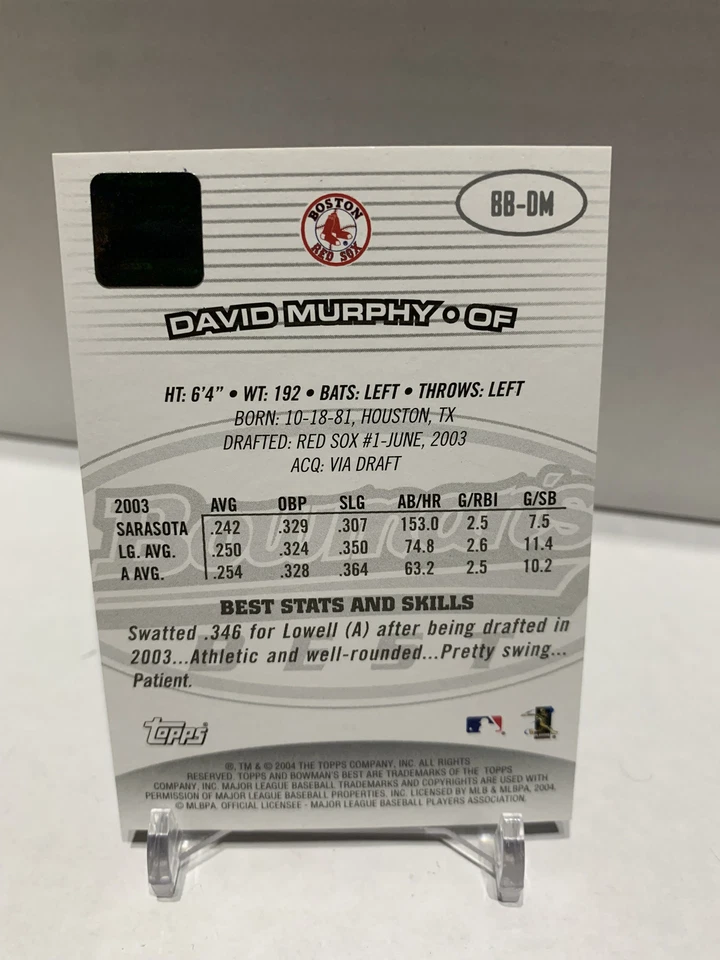 BB-DM
BOSTON
RED SOX
DAVID MURPHY • OF
HT: 6'4" • WT: 192 • BATS: LEFT • THROWS: LEFT
BORN: 10-18-81, HOUSTON, TX
DRAFTED: RED SOX #1-JUNE, 2003
ACQ: VIA DRAFT
Bowman's
BEST
2003 AVG OBP SLG AB/HR G/RBI G/SB
SARASOTA .242 .329 .307 153.0 2.5 7.5
LG. AVG. .250 .324 .350 74.8 2.6 11.4
A AVG. .254 .328 .364 63.2 2.5 10.2
BEST STATS AND SKILLS
Swatted .346 for Lowell (A) after being drafted in
2003...Athletic and well-rounded...Pretty swing...
Patient.
topps®
®, TM & © 2004 THE TOPPS COMPANY, INC. ALL RIGHTS
RESERVED. TOPPS AND BOWMAN'S BEST ARE TRADEMARKS OF THE TOPPS
COMPANY, INC. MAJOR LEAGUE BASEBALL TRADEMARKS AND COPYRIGHTS ARE USED WITH
PERMISSION OF MAJOR LEAGUE BASEBALL PROPERTIES, INC. LICENSED BY MLB & MLBPA, 2004.
© MLBPA, OFFICIAL LICENSEE - MAJOR LEAGUE BASEBALL PLAYERS ASSOCIATION.